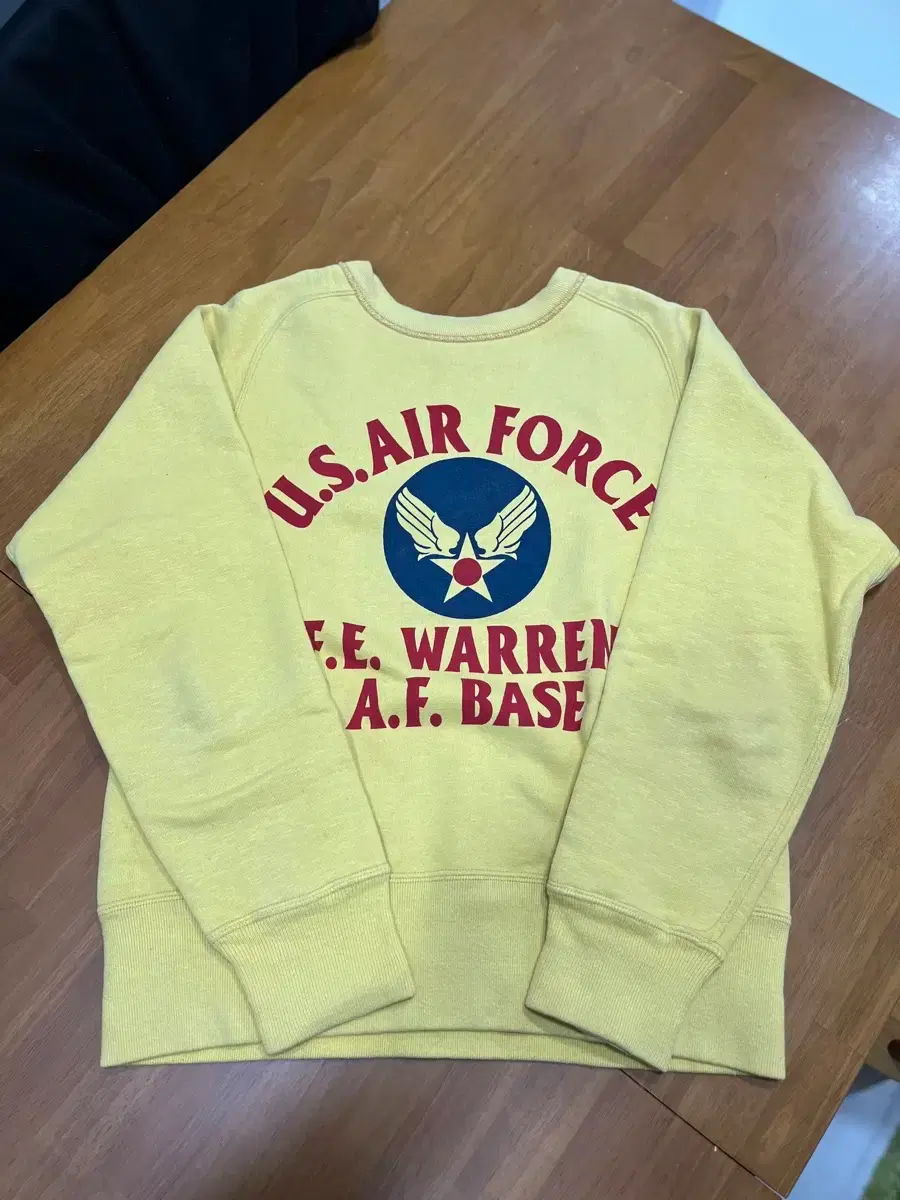 U.S.AIR FORCE
F.E. WARREN
A.F. BASE